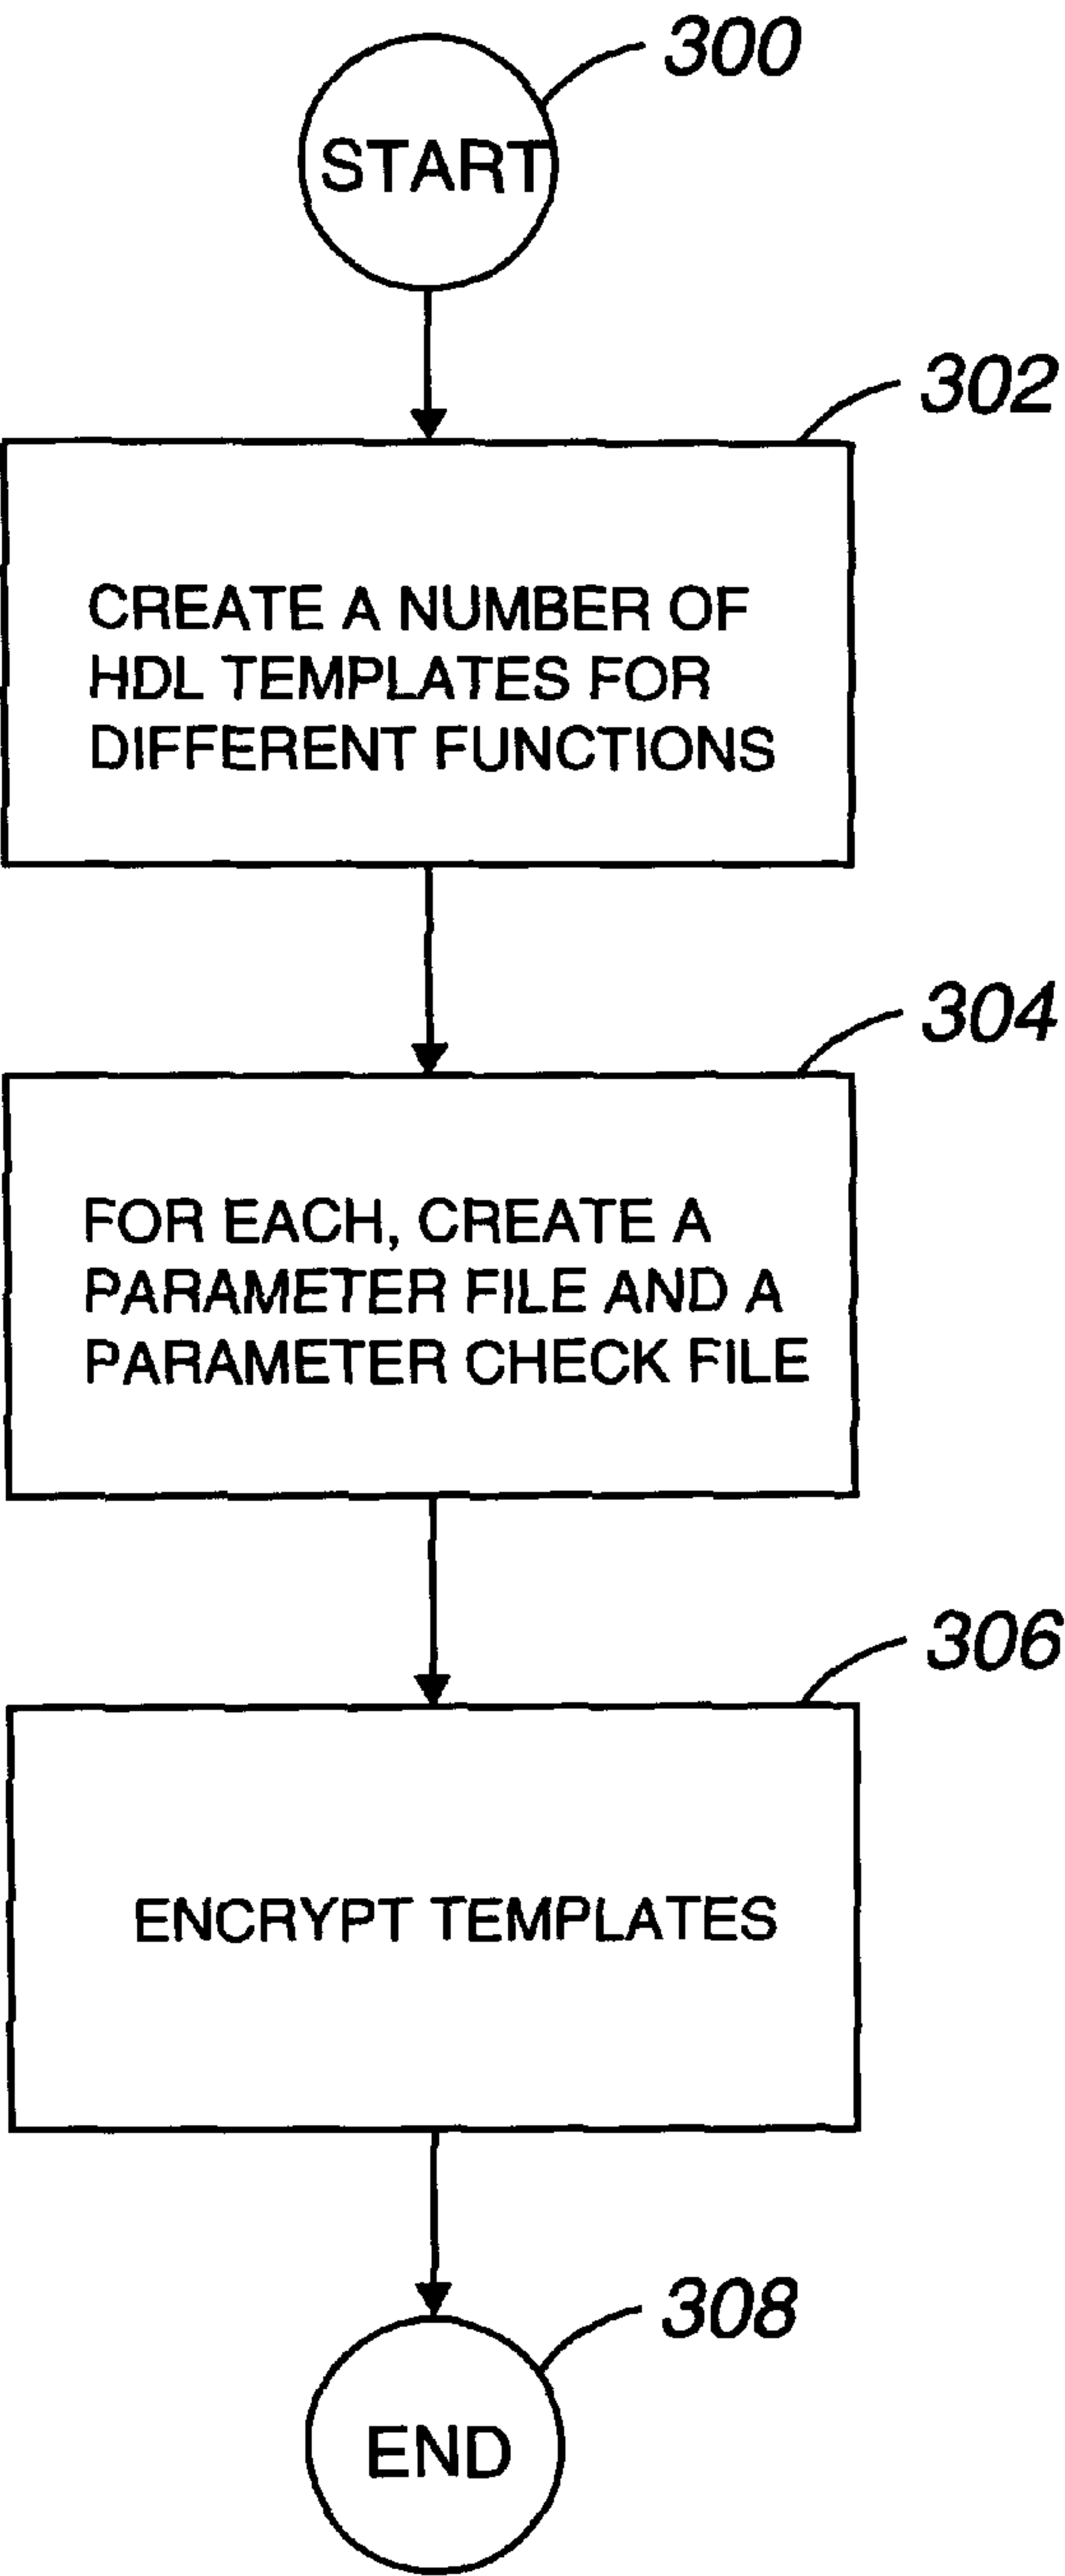 300
START
302
CREATE A NUMBER OF
HDL TEMPLATES FOR
DIFFERENT FUNCTIONS
304
FOR EACH, CREATE A
PARAMETER FILE AND A
PARAMETER CHECK FILE
306
ENCRYPT TEMPLATES
308
END